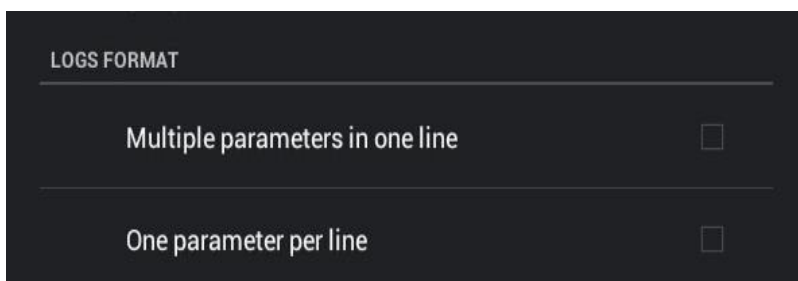 LOGS FORMAT
Multiple parameters in one line
One parameter per line